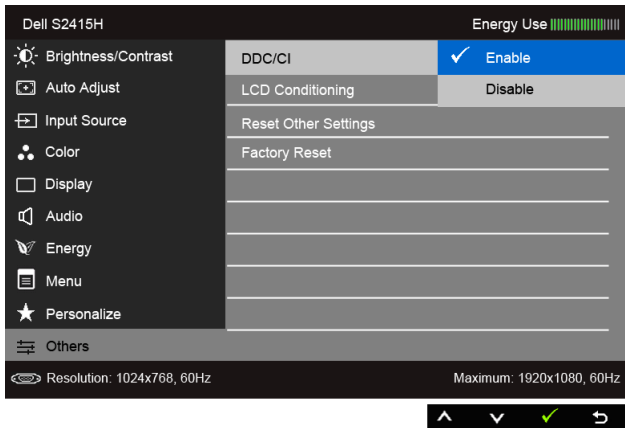 Dell S2415H
Energy Use
Brightness/Contrast
Auto Adjust
Input Source
Color
Display
Audio
Energy
Menu
Personalize
Others
DDC/CI
LCD Conditioning
Reset Other Settings
Factory Reset
Enable
Disable
Resolution: 1024x768, 60Hz
Maximum: 1920x1080, 60Hz